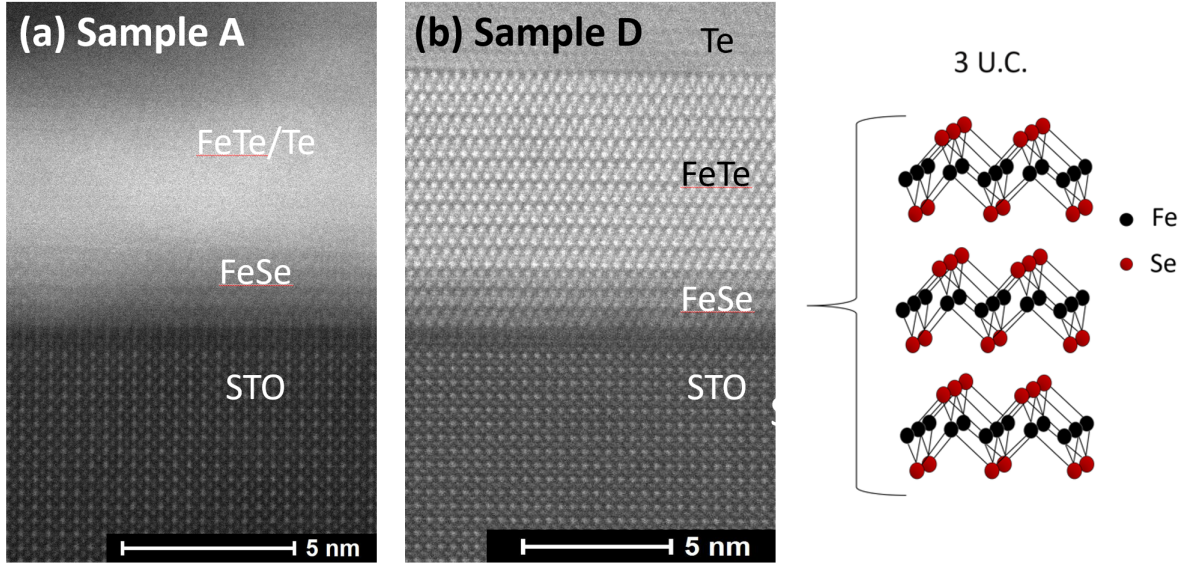 (a) Sample A
FeTe/Te
FeSe
STO
5 nm
(b) Sample D
Te
FeTe
FeSe
STO
5 nm
3 U.C.
Fe
Se